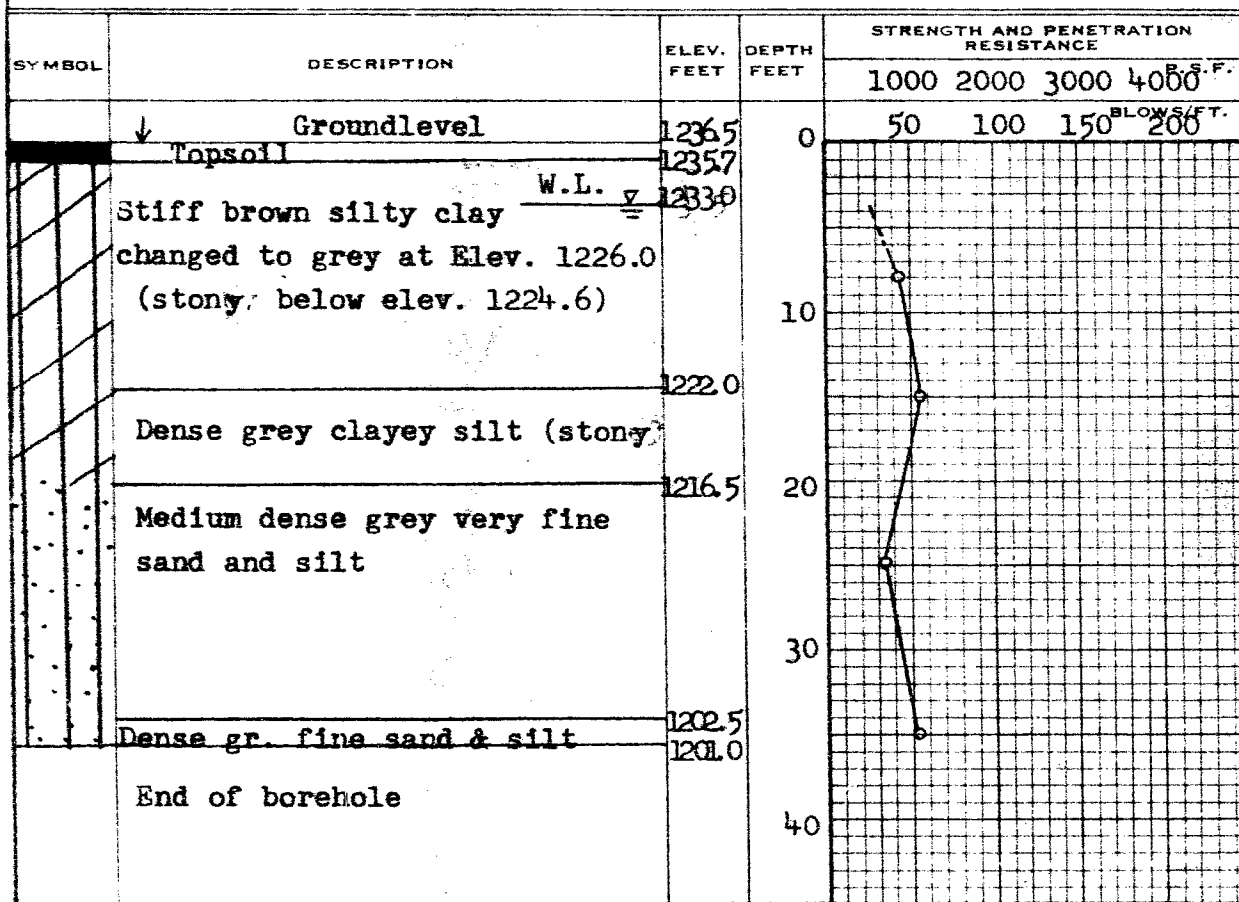 SYMBOL
DESCRIPTION
ELEV. FEET
DEPTH FEET
STRENGTH AND PENETRATION RESISTANCE
1000 2000 3000 4000 P.S.F.
BLOWS/FT.
50 100 150 200
Groundlevel
1236.5
0
Topsoil
1235.7
W.L.
1233.0
Stiff brown silty clay
changed to grey at Elev. 1226.0
(stony, below elev. 1224.6)
10
1222.0
Dense grey clayey silt (stony)
1216.5
20
Medium dense grey very fine
sand and silt
30
1202.5
Dense gr. fine sand & silt
1201.0
End of borehole
40